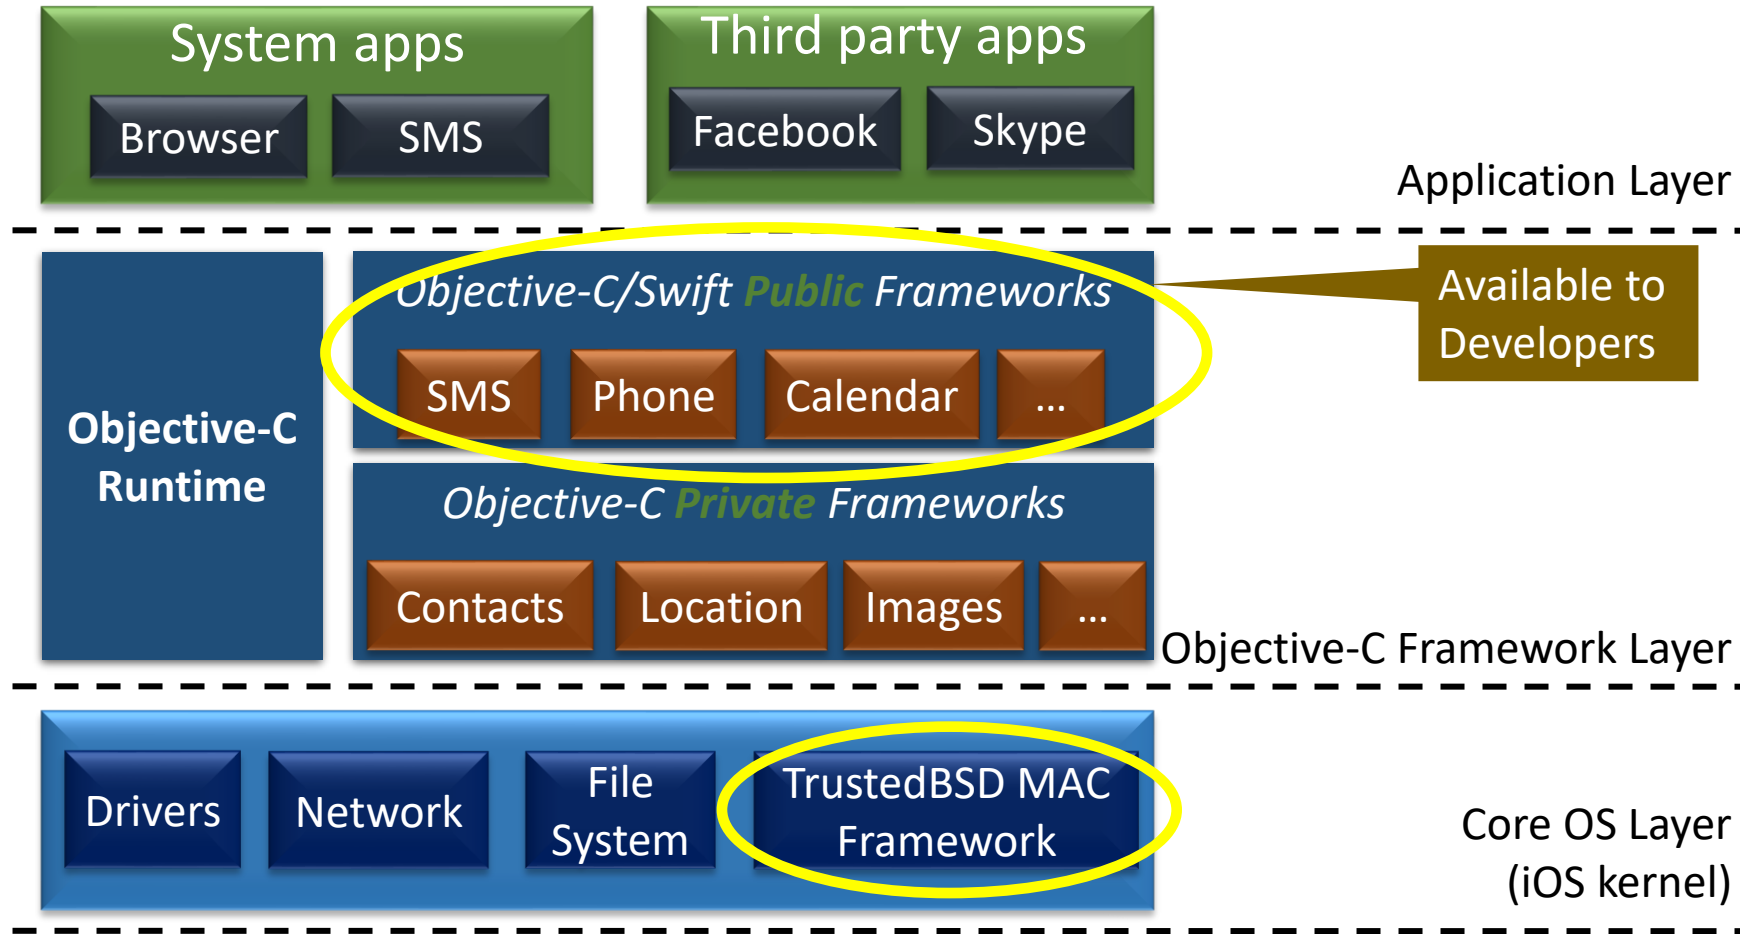 System apps
Third party apps
Browser
SMS
Facebook
Skype
Application Layer
Objective-C/Swift Public Frameworks
Available to
Developers
SMS
Phone
Calendar
...
Objective-C
Runtime
Objective-C Private Frameworks
Contacts
Location
Images
...
Objective-C Framework Layer
Drivers
Network
File
System
TrustedBSD MAC
Framework
Core OS Layer
(iOS kernel)